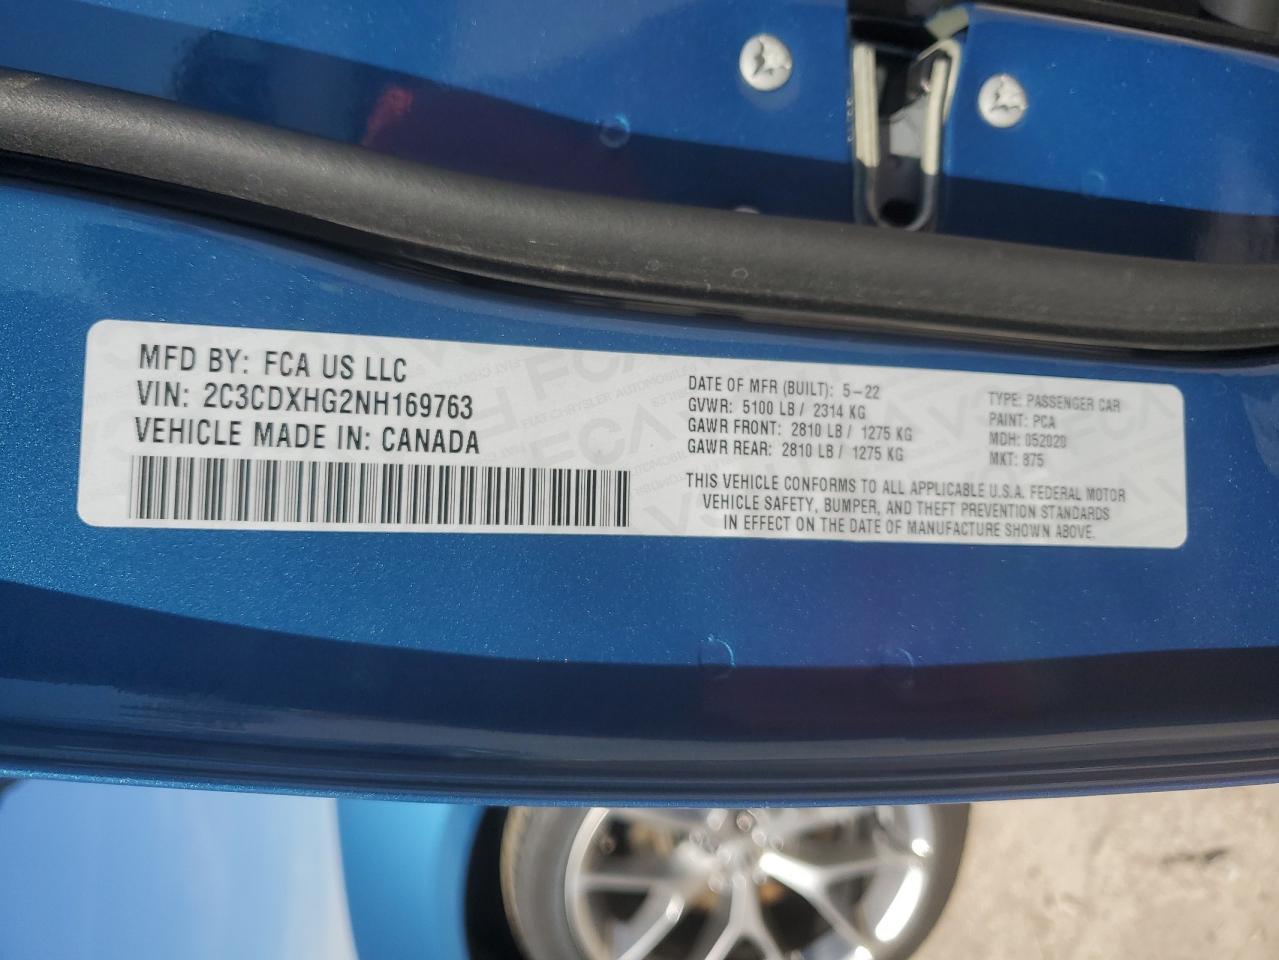 MFD BY: FCA US LLC
VIN: 2C3CDXHG2NH169763
VEHICLE MADE IN: CANADA
DATE OF MFR (BUILT): 5-22
GVWR: 5100 LB / 2314 KG
GAWR FRONT: 2810 LB / 1275 KG
GAWR REAR: 2810 LB / 1275 KG
TYPE: PASSENGER CAR
PAINT: PCA
MDH: 052020
MKT: 875
THIS VEHICLE CONFORMS TO ALL APPLICABLE U.S.A. FEDERAL MOTOR
VEHICLE SAFETY, BUMPER, AND THEFT PREVENTION STANDARDS
IN EFFECT ON THE DATE OF MANUFACTURE SHOWN ABOVE.